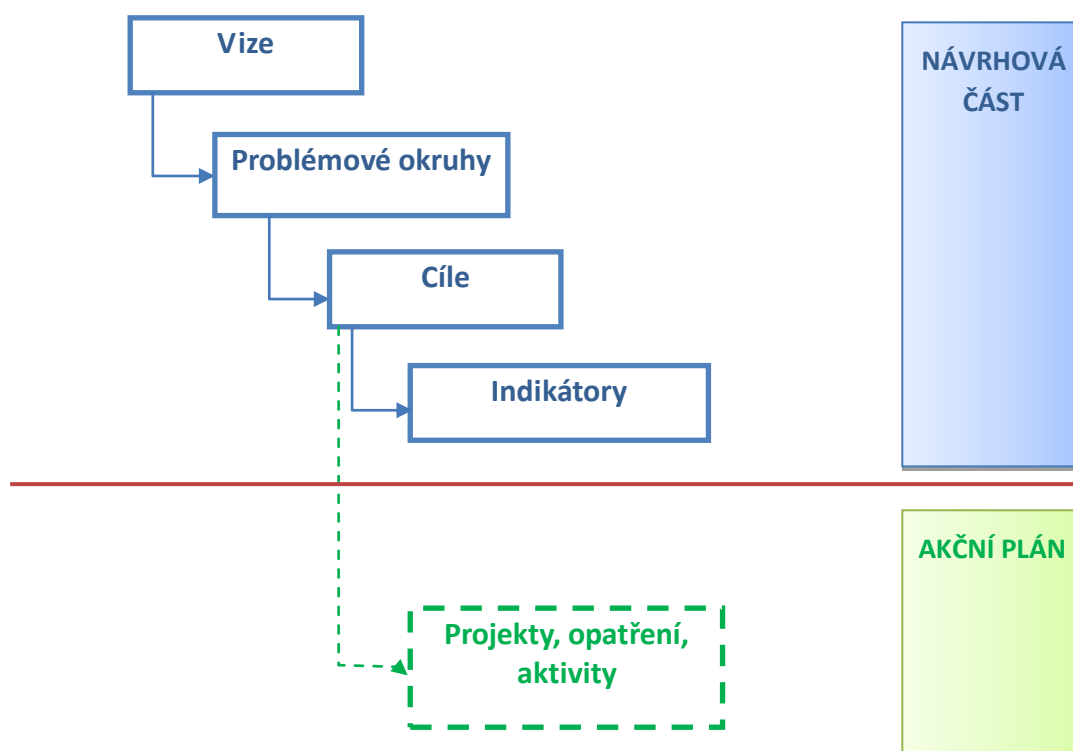 Vize
NÁVRHOVÁ
ČÁST
Problémové okruhy
Cíle
Indikátory
AKČNÍ PLÁN
Projekty, opatření,
aktivity